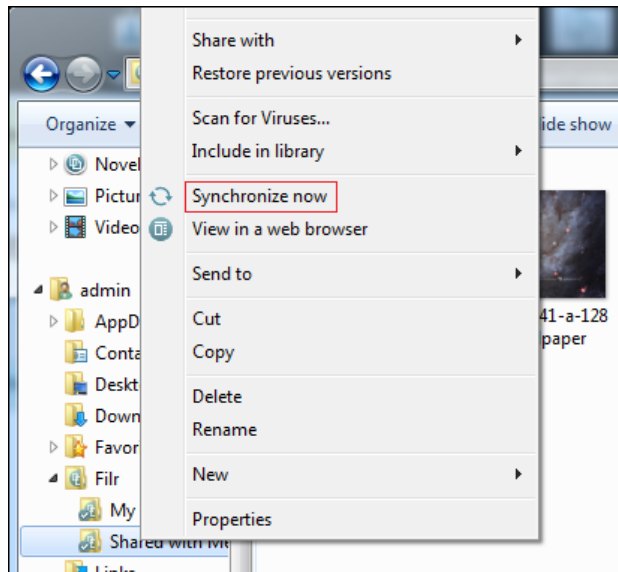 Share with
Restore previous versions
Organize
Scan for Viruses...
ide show
Include in library
Novel
Pictur
Synchronize now
Video
View in a web browser
Send to
admin
Cut
41-a-128
AppD
paper
Conta
Copy
Deskt
Delete
Down
Rename
Favor
Filr
New
My
Properties
Shared with Me
Links